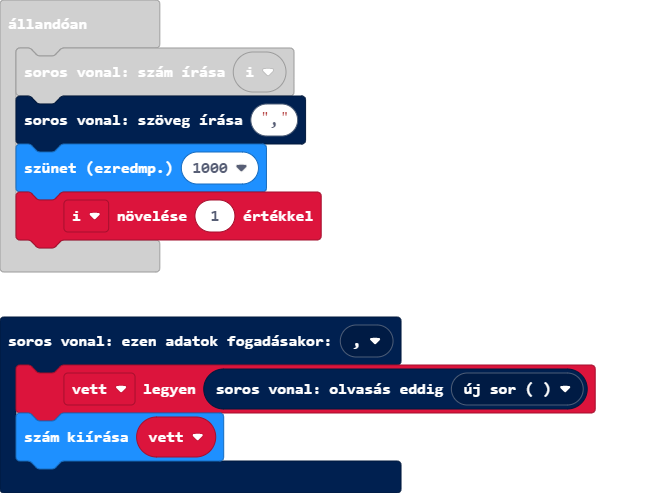 állandóan
soros vonal: szám írása i
soros vonal: szöveg írása ","
szünet (ezredmp.) 1000
i növelése 1 értékkel
soros vonal: ezen adatok fogadásakor: ,
vett legyen soros vonal: olvasás eddig új sor ( )
szám kiírása vett